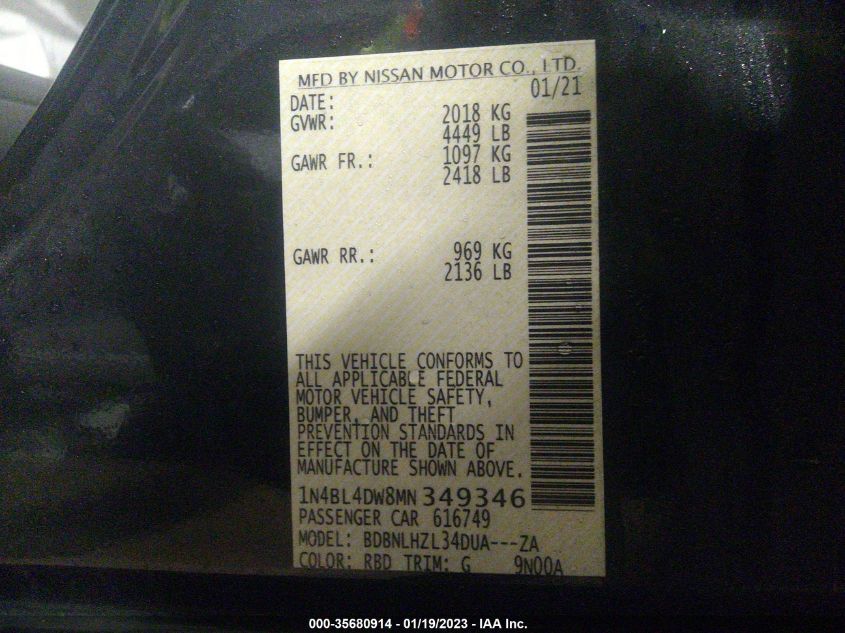 MFD BY NISSAN MOTOR CO., LTD.
DATE: 01/21
GVWR: 2018 KG
4449 LB
GAWR FR.: 1097 KG
2418 LB
GAWR RR.: 969 KG
2136 LB
THIS VEHICLE CONFORMS TO
ALL APPLICABLE FEDERAL
MOTOR VEHICLE SAFETY,
BUMPER, AND THEFT
PREVENTION STANDARDS IN
EFFECT ON THE DATE OF
MANUFACTURE SHOWN ABOVE.
1N4BL4DW8MN349346
PASSENGER CAR 616749
MODEL: BDBNLHZL34DUA---ZA
COLOR: RBD TRIM: G 9N00A
000-35680914 - 01/19/2023 - IAA Inc.